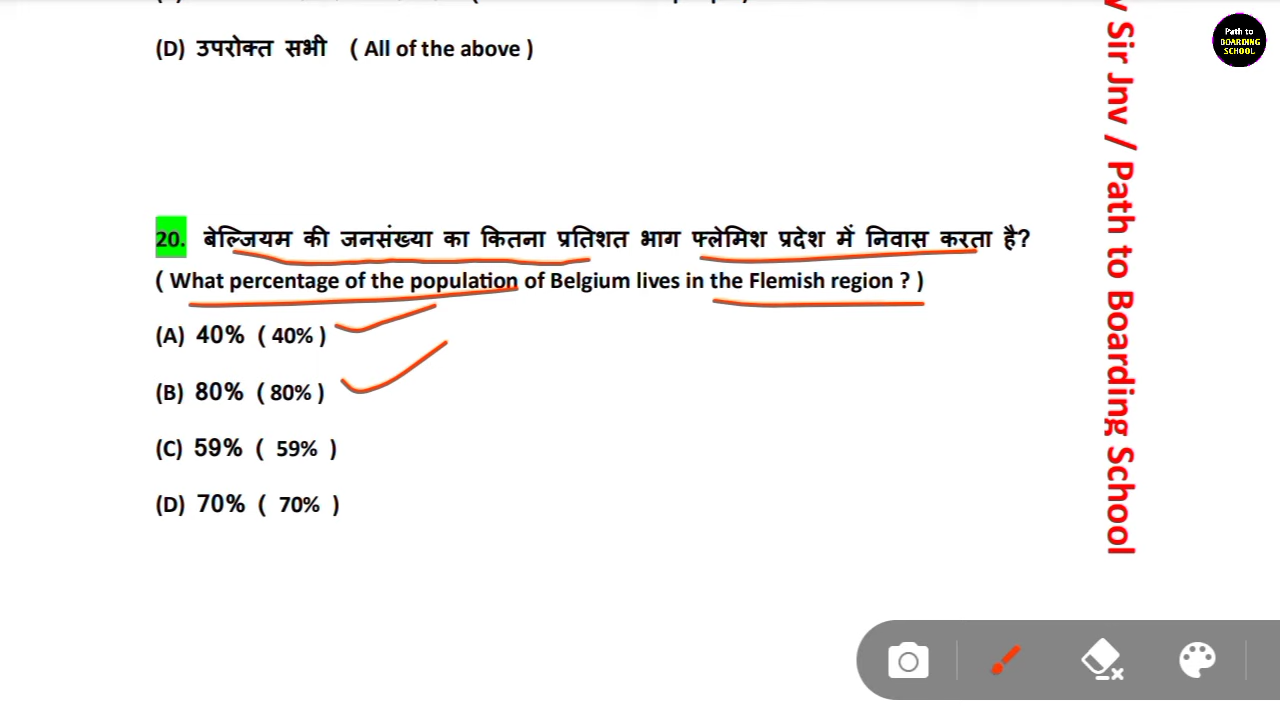 (D) उपरोक्त सभी ( All of the above )
20. बेल्जियम की जनसंख्या का कितना प्रतिशत भाग फ्लेमिश प्रदेश में निवास करता है?
( What percentage of the population of Belgium lives in the Flemish region ? )
(A) 40% ( 40% )
(B) 80% ( 80% )
(C) 59% ( 59% )
(D) 70% ( 70% )
Sir Jnv / Path to Boarding School
Path to
BOARDING
SCHOOL